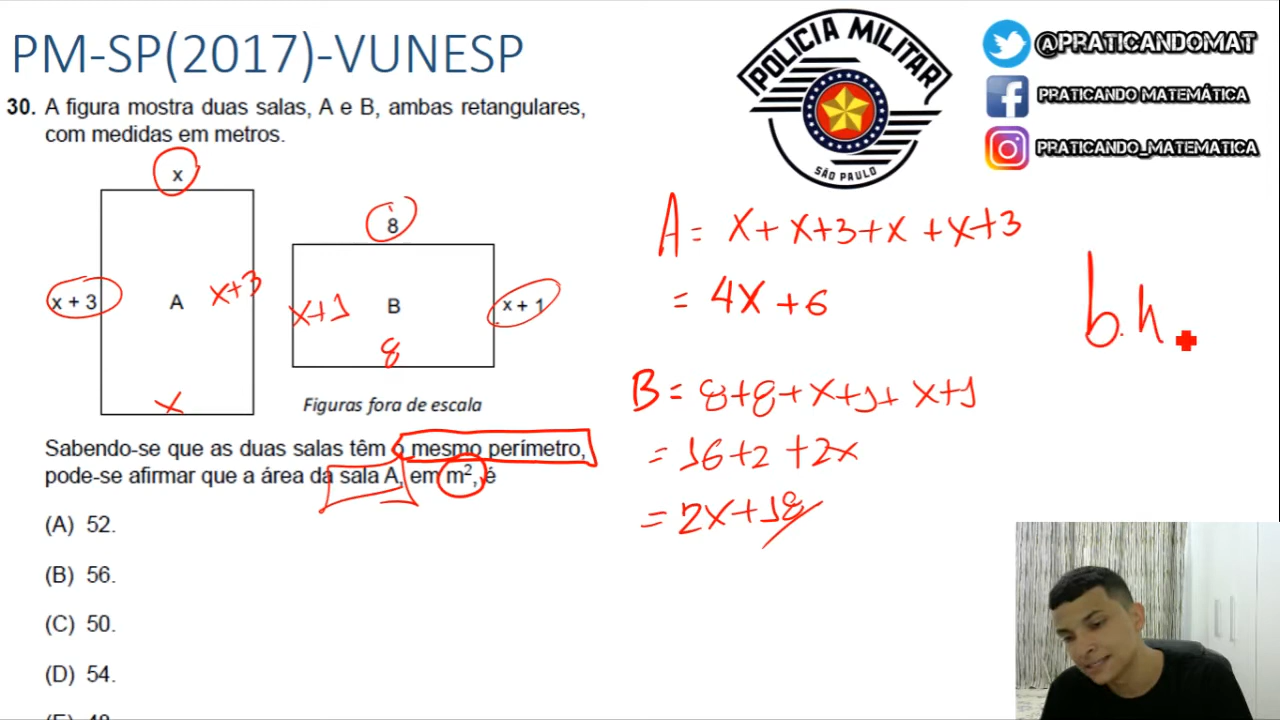 PM-SP(2017)-VUNESP
30. A figura mostra duas salas, A e B, ambas retangulares,
com medidas em metros.
x
8
x + 3
A
x+3
x+1
B
x + 1
8
x
Figuras fora de escala
Sabendo-se que as duas salas têm o mesmo perímetro,
pode-se afirmar que a área da sala A, em m², é
(A) 52.
(B) 56.
(C) 50.
(D) 54.
(E) 48.
POLICIA MILITAR
SÃO PAULO
@PRATICANDOMAT
PRATICANDO MATEMÁTICA
PRATICANDO_MATEMATICA
A = x + x+3 + x + x+3
= 4x + 6
B = 8+8+x+1+x+1
= 16+2+2x
= 2x+18
b.h